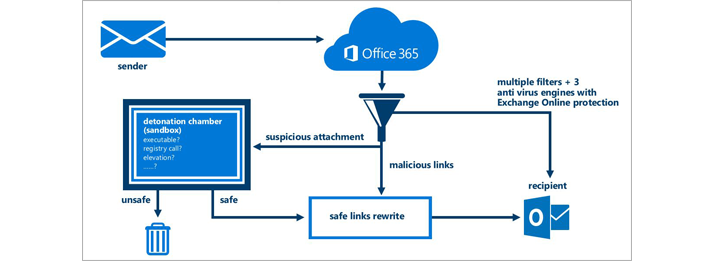 sender
Office 365
multiple filters + 3
anti virus engines with
Exchange Online protection
detonation chamber
(sandbox)
executable?
registry call?
elevation?
......?
suspicious attachment
malicious links
recipient
unsafe
safe
safe links rewrite
O